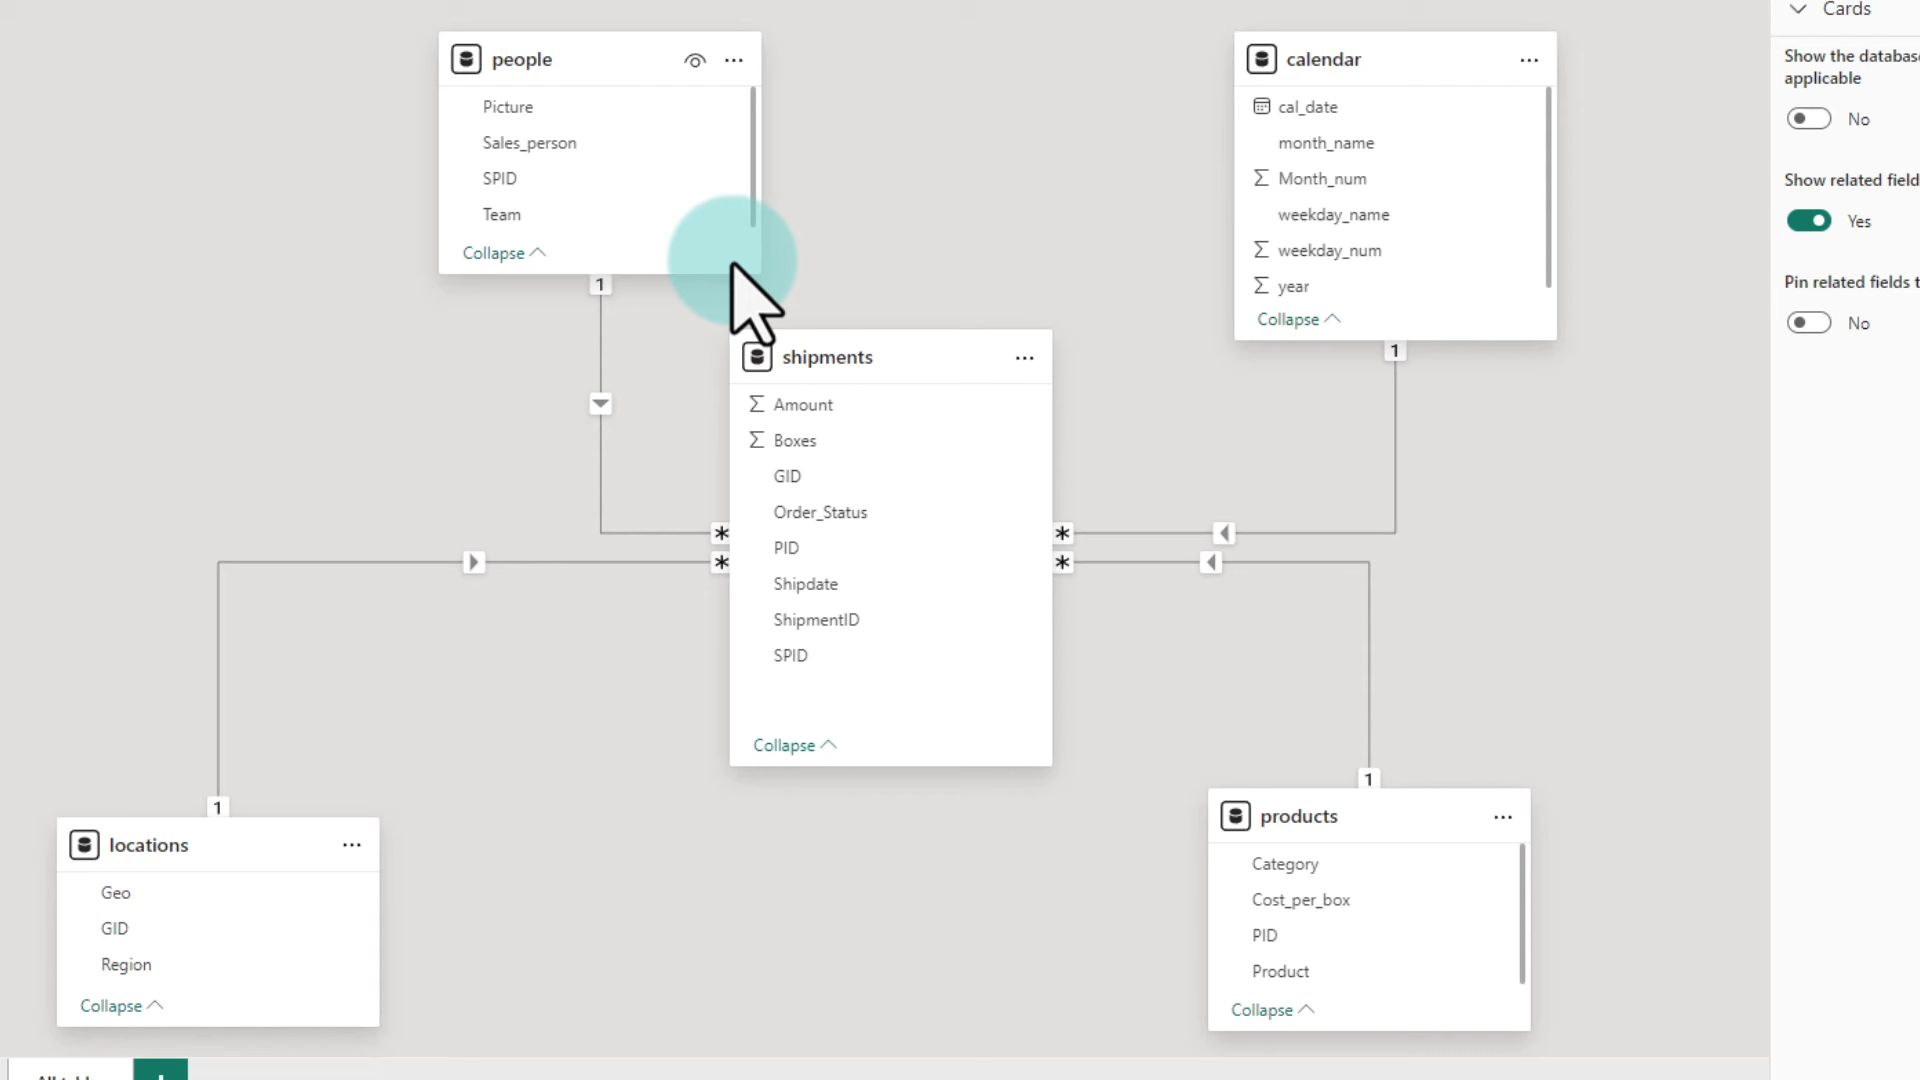 people
Picture
Sales_person
SPID
Team
Collapse
1
calendar
cal_date
month_name
Month_num
weekday_name
weekday_num
year
Collapse
1
shipments
Amount
Boxes
GID
Order_Status
PID
Shipdate
ShipmentID
SPID
Collapse
*
*
*
*
1
locations
Geo
GID
Region
Collapse
1
products
Category
Cost_per_box
PID
Product
Collapse
Cards
Show the database
applicable
No
Show related field
Yes
Pin related fields t
No